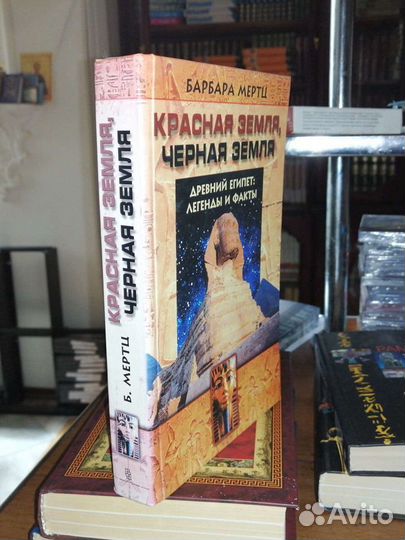 БАРБАРА МЕРТЦ
КРАСНАЯ ЗЕМЛЯ,
ЧЕРНАЯ ЗЕМЛЯ
ДРЕВНИЙ ЕГИПЕТ:
ЛЕГЕНДЫ И ФАКТЫ
Б. МЕРТЦ
КРАСНАЯ ЗЕМЛЯ,
ЧЕРНАЯ ЗЕМЛЯ
Avito